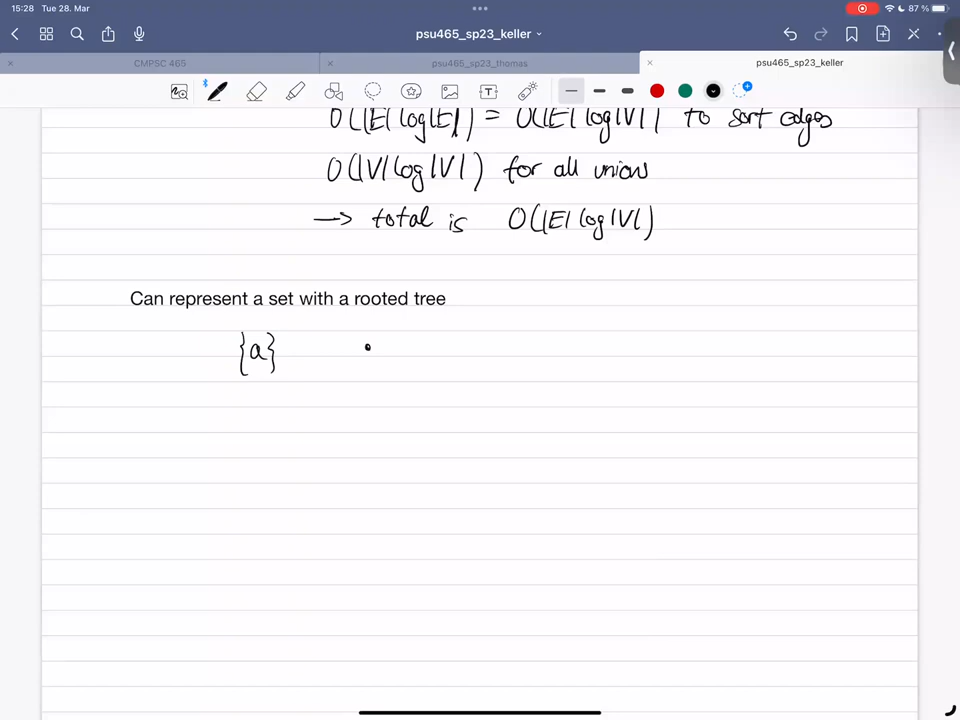 15:28 Tue 28. Mar 87 %
psu465_sp23_keller
CMPSC 465 psu465_sp23_thomas psu465_sp23_keller
O(|E| log|E|) = O(|E| log|V|) to sort edges
O(|V| log|V|) for all unions
→ total is O(|E| log|V|)
Can represent a set with a rooted tree
{a}